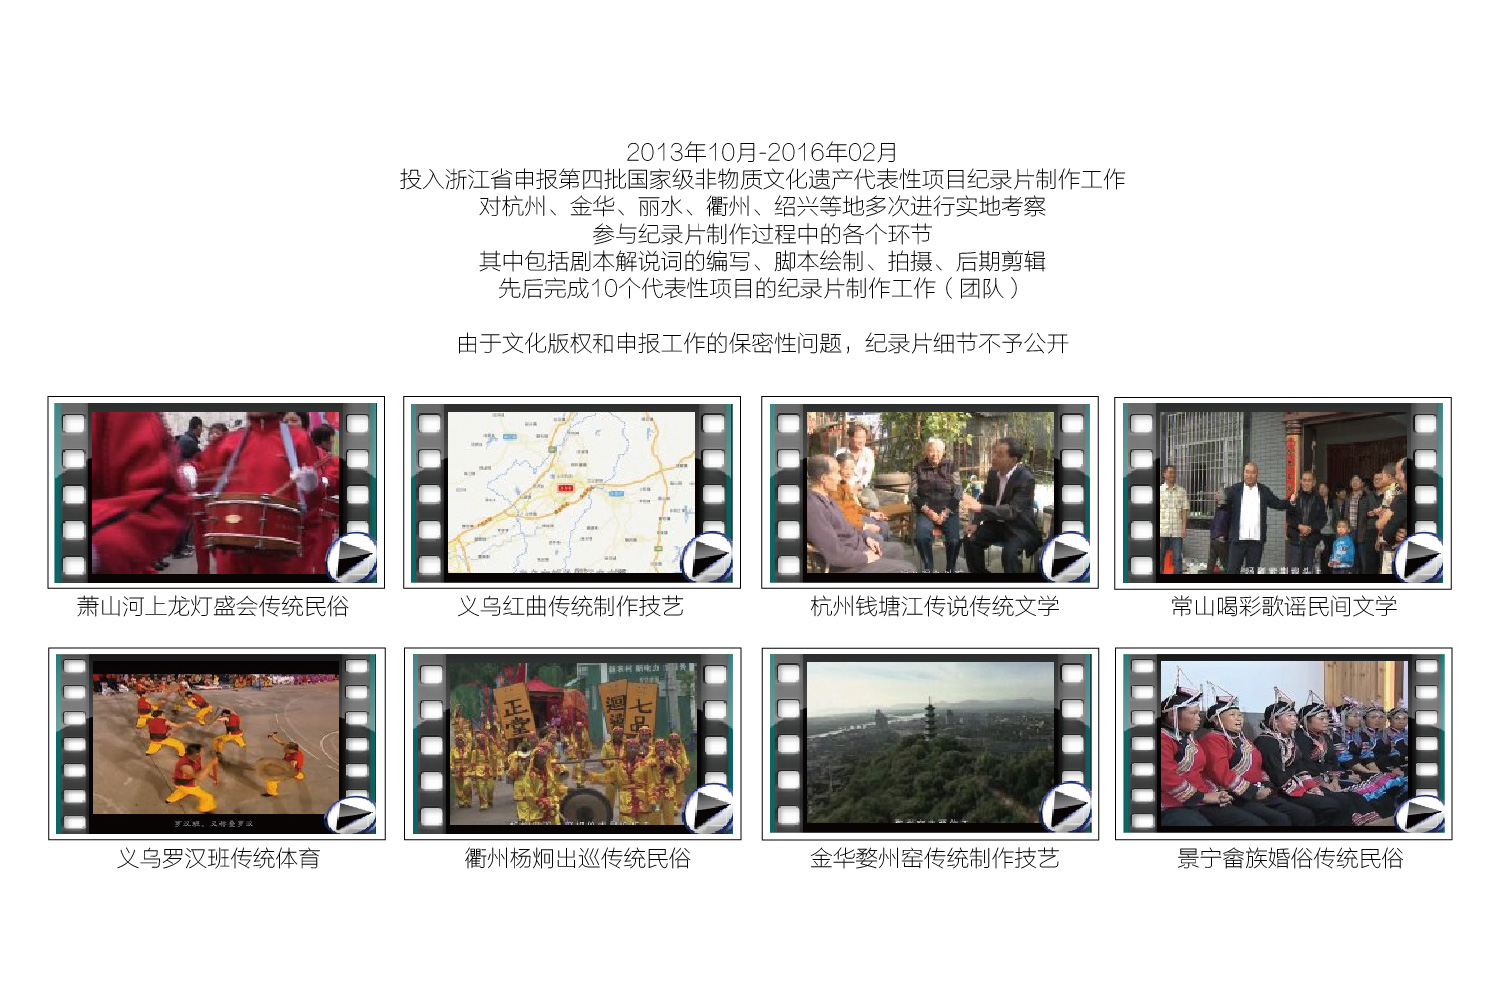 2013年10月-2016年02月
投入浙江省申报第四批国家级非物质文化遗产代表性项目纪录片制作工作
对杭州、金华、丽水、衢州、绍兴等地多次进行实地考察
参与纪录片制作过程中的各个环节
其中包括剧本解说词的编写、脚本绘制、拍摄、后期剪辑
先后完成10个代表性项目的纪录片制作工作（团队）
由于文化版权和申报工作的保密性问题，纪录片细节不予公开
萧山河上龙灯盛会传统民俗
义乌红曲传统制作技艺
杭州钱塘江传说传统文学
常山喝彩歌谣民间文学
罗汉班，又称叠罗汉
正堂
七品
义乌罗汉班传统体育
衢州杨炯出巡传统民俗
金华婺州窑传统制作技艺
景宁畲族婚俗传统民俗